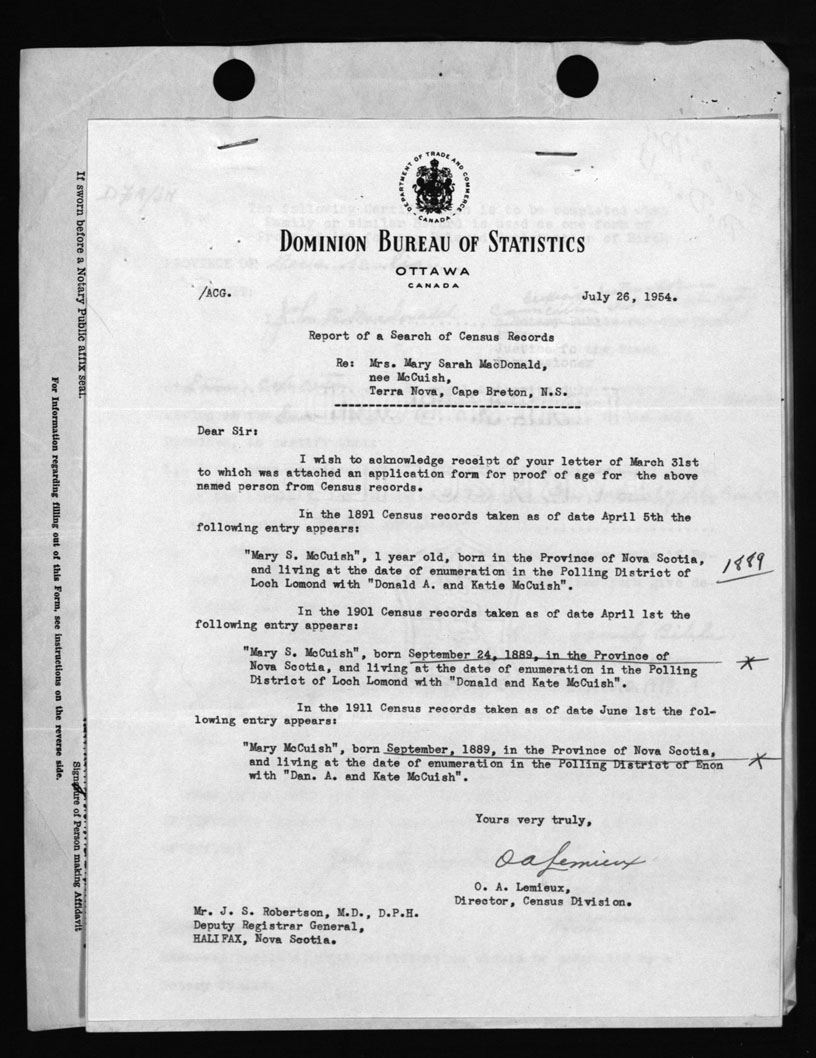 DEPARTMENT OF TRADE AND COMMERCE
- CANADA -
DOMINION BUREAU OF STATISTICS
OTTAWA
CANADA
/ACG.
July 26, 1954.
Report of a Search of Census Records
Re: Mrs. Mary Sarah MacDonald,
nee McCuish,
Terra Nova, Cape Breton, N.S.
Dear Sir:
I wish to acknowledge receipt of your letter of March 31st
to which was attached an application form for proof of age for the above
named person from Census records.
In the 1891 Census records taken as of date April 5th the
following entry appears:
"Mary S. McCuish", 1 year old, born in the Province of Nova Scotia,
and living at the date of enumeration in the Polling District of
Loch Lomond with "Donald A. and Katie McCuish".
1889
In the 1901 Census records taken as of date April 1st the
following entry appears:
"Mary S. McCuish", born September 24, 1889, in the Province of
Nova Scotia, and living at the date of enumeration in the Polling
District of Loch Lomond with "Donald and Kate McCuish".
In the 1911 Census records taken as of date June 1st the fol-
lowing entry appears:
"Mary McCuish", born September, 1889, in the Province of Nova Scotia,
and living at the date of enumeration in the Polling District of Enon
with "Dan. A. and Kate McCuish".
Yours very truly,
O A Lemieux
O. A. Lemieux,
Director, Census Division.
Mr. J. S. Robertson, M.D., D.P.H.
Deputy Registrar General,
HALIFAX, Nova Scotia.
If sworn before a Notary Public affix seal.
For Information regarding filling out of this Form, see instructions on the reverse side.
Signature of Person making Affidavit